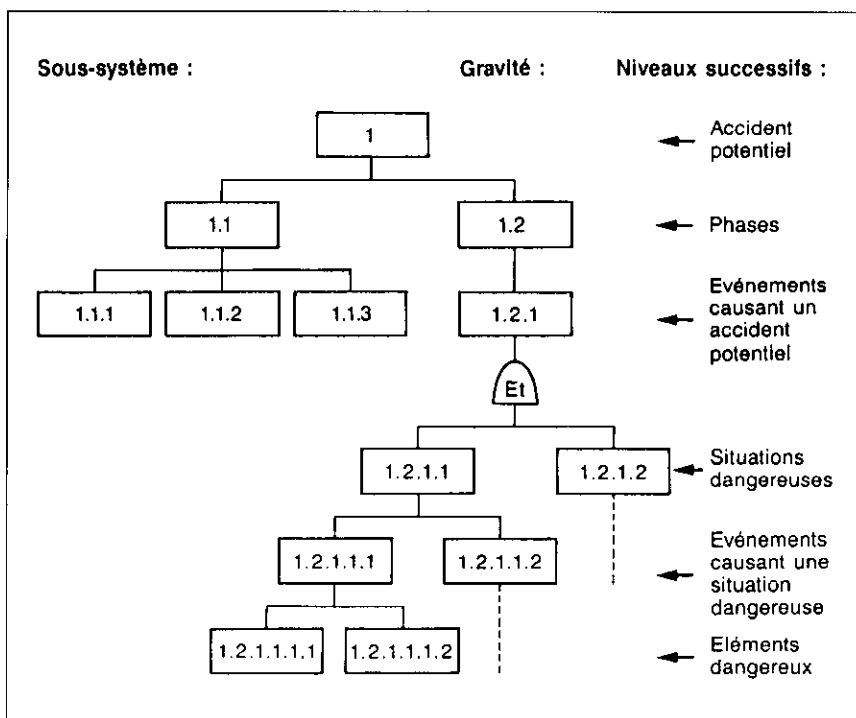 Sous-système : Gravité : Niveaux successifs :
1
Accident
potentiel
1.1 1.2 Phases
1.1.1 1.1.2 1.1.3 1.2.1
Evénements
causant un
accident
potentiel
Et
1.2.1.1 1.2.1.2
Situations
dangereuses
1.2.1.1.1 1.2.1.1.2
Evénements
causant une
situation
dangereuse
1.2.1.1.1.1 1.2.1.1.1.2
Eléments
dangereux